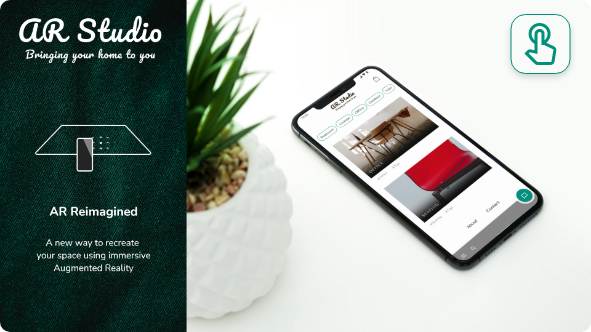 AR Studio
Bringing your home to you
AR Reimagined
A new way to recreate
your space using immersive
Augmented Reality
AR Studio
About
Contact